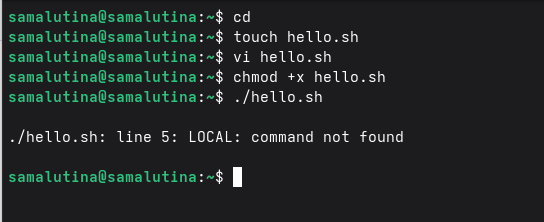 samalutina@samalutina:~$ cd
samalutina@samalutina:~$ touch hello.sh
samalutina@samalutina:~$ vi hello.sh
samalutina@samalutina:~$ chmod +x hello.sh
samalutina@samalutina:~$ ./hello.sh
./hello.sh: line 5: LOCAL: command not found
samalutina@samalutina:~$